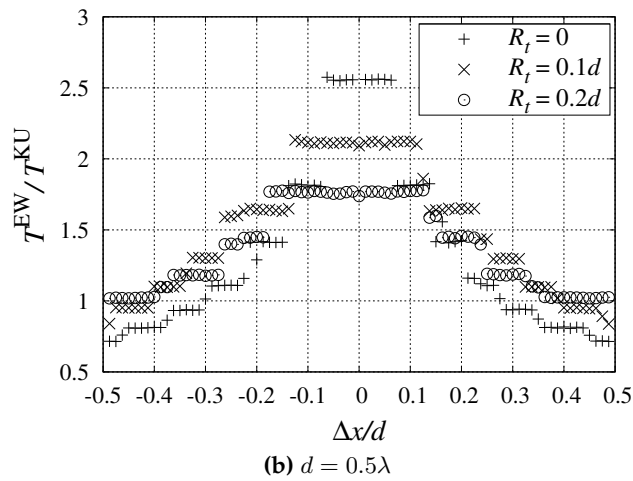 3
R_t = 0
R_t = 0.1d
R_t = 0.2d
2.5
2
1.5
1
0.5
T^EW/T^KU
-0.5 -0.4 -0.3 -0.2 -0.1 0 0.1 0.2 0.3 0.4 0.5
Δx/d
(b) d = 0.5λ